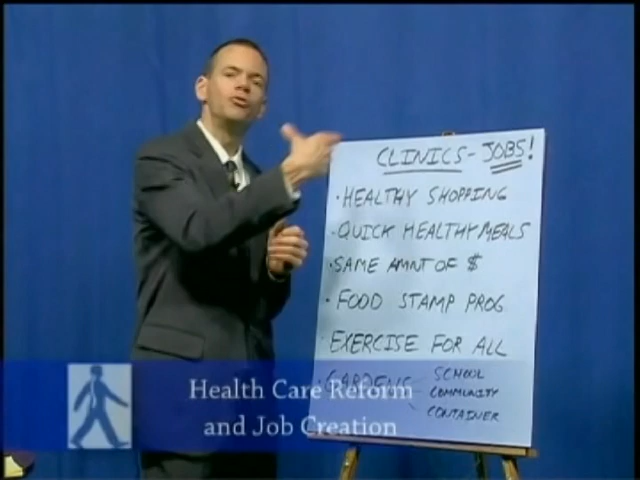 CLINICS - JOBS!
• HEALTHY SHOPPING
• QUICK HEALTHY MEALS
• SAME AMNT OF $
• FOOD STAMP PROG
• EXERCISE FOR ALL
• GARDENS SCHOOL
COMMUNITY
CONTAINER
Health Care Reform
and Job Creation